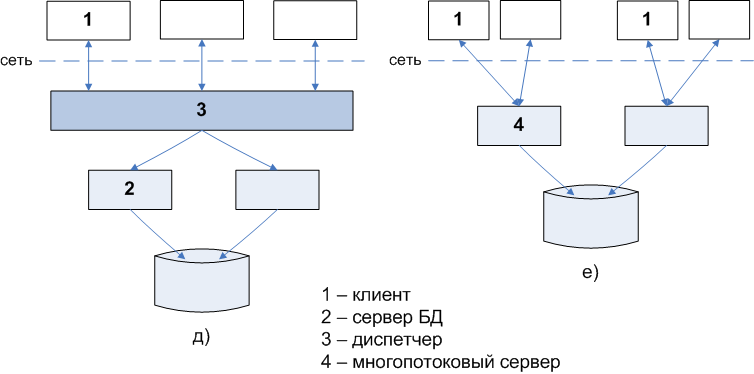 1
сеть
3
2
д)
1
1
сеть
4
е)
1 – клиент
2 – сервер БД
3 – диспетчер
4 – многопотоковый сервер